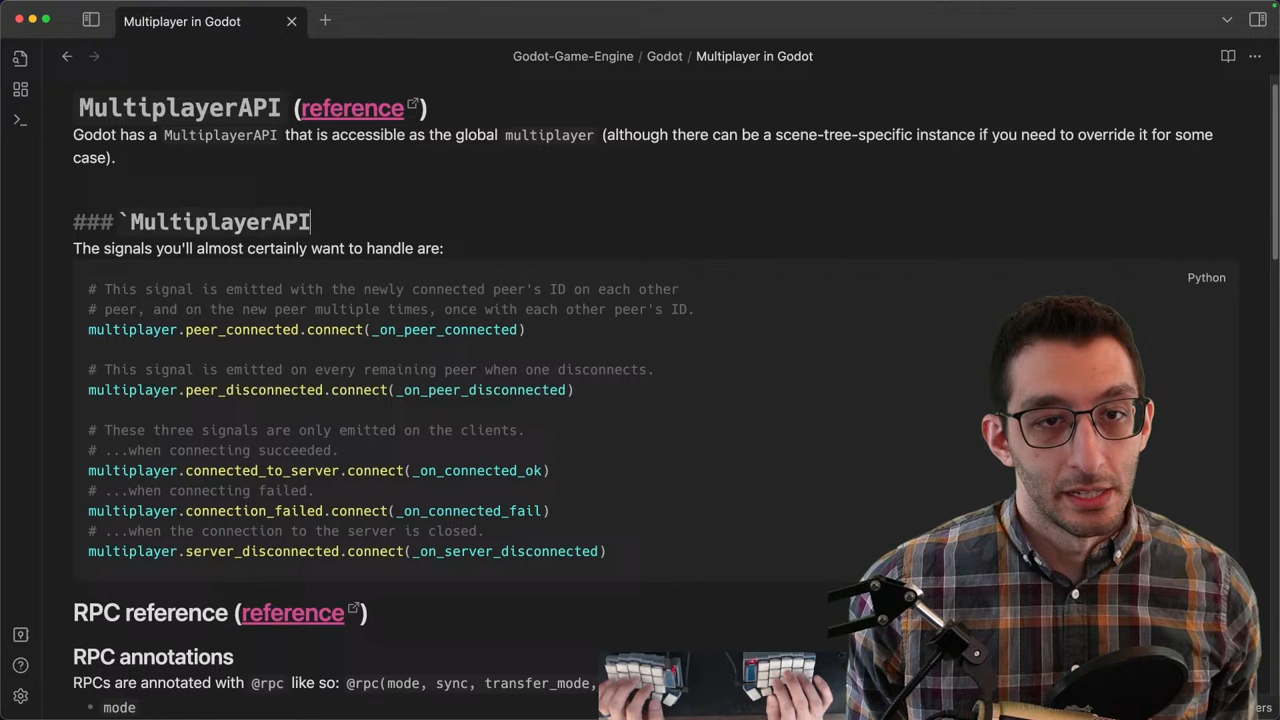 Multiplayer in Godot
Godot-Game-Engine / Godot / Multiplayer in Godot
MultiplayerAPI (reference)
Godot has a MultiplayerAPI that is accessible as the global multiplayer (although there can be a scene-tree-specific instance if you need to override it for some
case).
### `MultiplayerAPI
The signals you'll almost certainly want to handle are:
Python
# This signal is emitted with the newly connected peer's ID on each other
# peer, and on the new peer multiple times, once with each other peer's ID.
multiplayer.peer_connected.connect(_on_peer_connected)
# This signal is emitted on every remaining peer when one disconnects.
multiplayer.peer_disconnected.connect(_on_peer_disconnected)
# These three signals are only emitted on the clients.
# ...when connecting succeeded.
multiplayer.connected_to_server.connect(_on_connected_ok)
# ...when connecting failed.
multiplayer.connection_failed.connect(_on_connected_fail)
# ...when the connection to the server is closed.
multiplayer.server_disconnected.connect(_on_server_disconnected)
RPC reference (reference)
RPC annotations
RPCs are annotated with @rpc like so: @rpc(mode, sync, transfer_mode,
mode